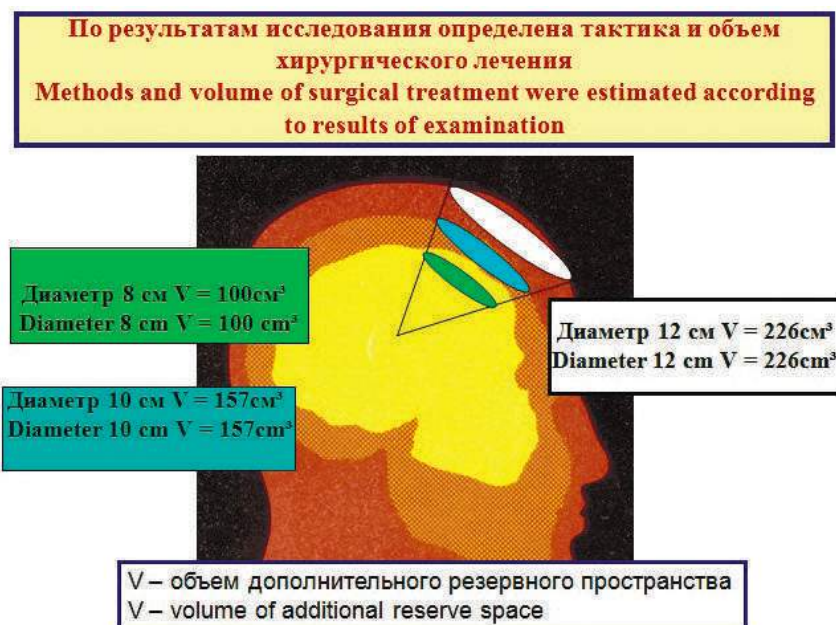 По результатам исследования определена тактика и объем
хирургического лечения
Methods and volume of surgical treatment were estimated according
to results of examination
Диаметр 8 см V = 100см³
Diameter 8 cm V = 100 cm³
Диаметр 12 см V = 226см³
Diameter 12 cm V = 226cm³
Диаметр 10 см V = 157см³
Diameter 10 cm V = 157cm³
V – объем дополнительного резервного пространства
V – volume of additional reserve space